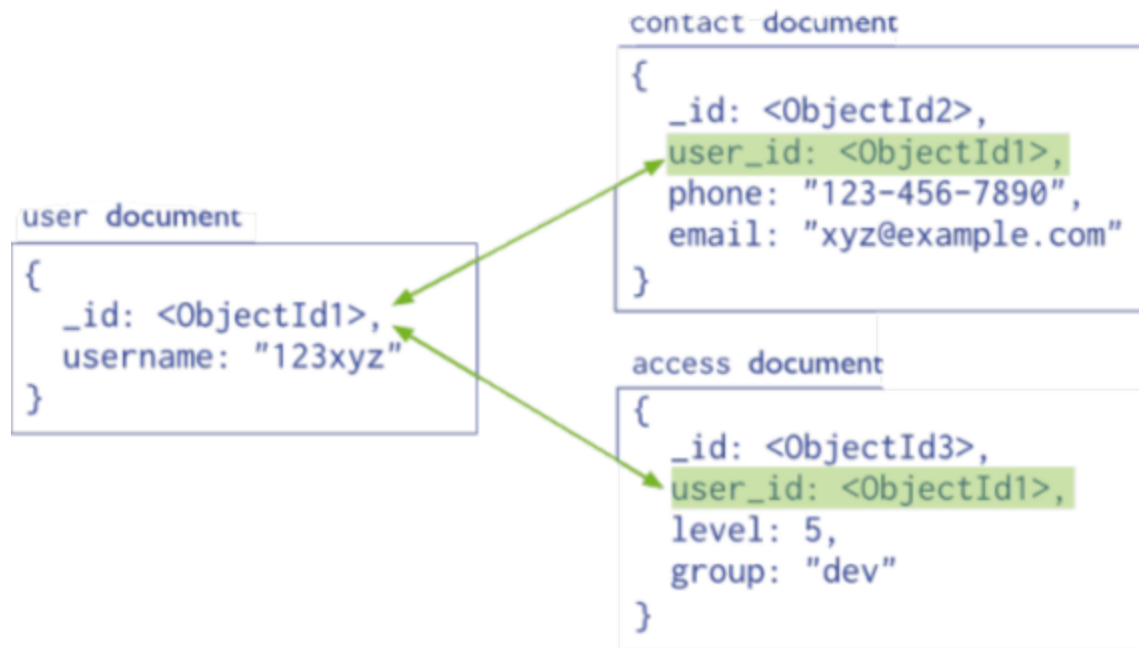 contact document
{
_id: <ObjectId2>,
user_id: <ObjectId1>,
phone: "123-456-7890",
email: "xyz@example.com"
}
user document
{
_id: <ObjectId1>,
username: "123xyz"
}
access document
{
_id: <ObjectId3>,
user_id: <ObjectId1>,
level: 5,
group: "dev"
}